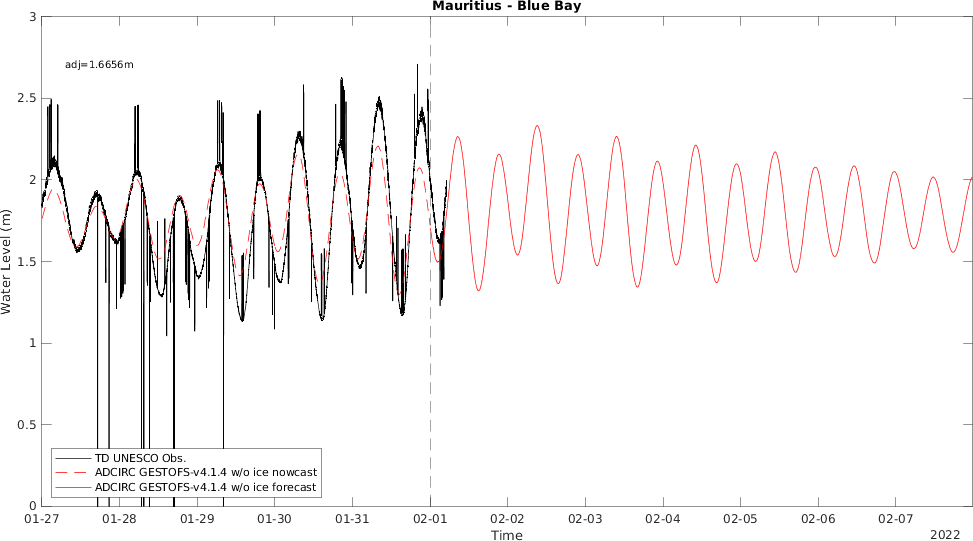 Mauritius - Blue Bay
adj=1.6656m
3
2.5
2
1.5
1
0.5
0
Water Level (m)
TD UNESCO Obs.
ADCIRC GESTOFS-v4.1.4 w/o ice nowcast
ADCIRC GESTOFS-v4.1.4 w/o ice forecast
01-27 01-28 01-29 01-30 01-31 02-01 02-02 02-03 02-04 02-05 02-06 02-07
Time
2022